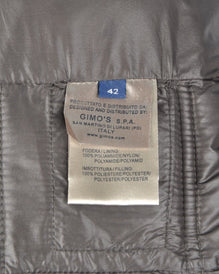 42
PRODOTTO E DISTRIBUITO DA:
DESIGNED AND DISTRIBUTED BY:
GIMO'S S.P.A.
SAN MARTINO DI LUPARI (PD)
ITALY
www.gimos.com
FODERA/LINING:
100% POLIAMMIDE/NYLON/
POLYAMIDE/POLYAMID
IMBOTTITURA/FILLING:
100% POLIESTERE/POLYESTER/
POLYESTER/POLYESTER